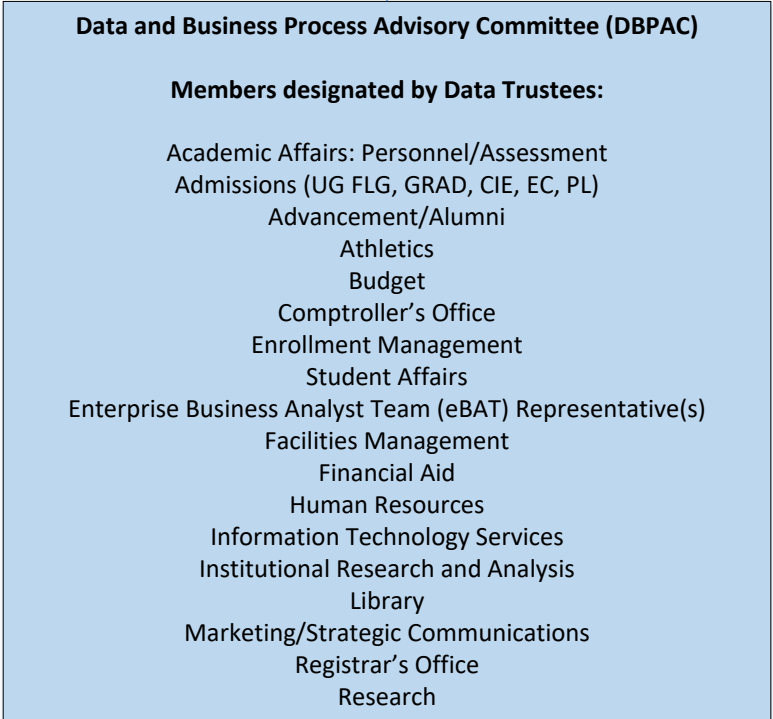 Data and Business Process Advisory Committee (DBPAC)
Members designated by Data Trustees:
Academic Affairs: Personnel/Assessment
Admissions (UG FLG, GRAD, CIE, EC, PL)
Advancement/Alumni
Athletics
Budget
Comptroller’s Office
Enrollment Management
Student Affairs
Enterprise Business Analyst Team (eBAT) Representative(s)
Facilities Management
Financial Aid
Human Resources
Information Technology Services
Institutional Research and Analysis
Library
Marketing/Strategic Communications
Registrar’s Office
Research